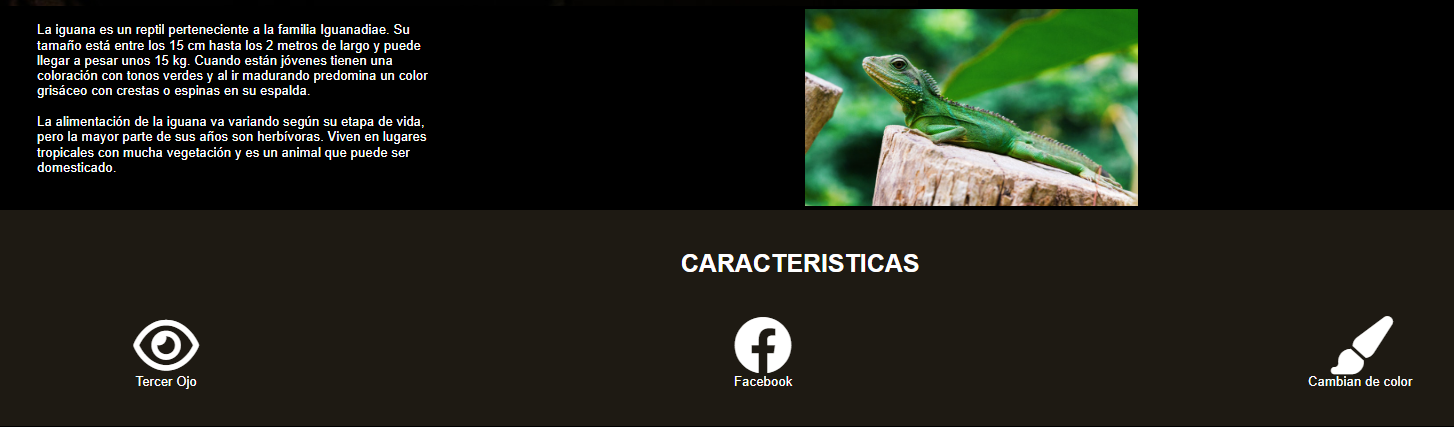 La iguana es un reptil perteneciente a la familia Iguanadiae. Su
tamaño está entre los 15 cm hasta los 2 metros de largo y puede
llegar a pesar unos 15 kg. Cuando están jóvenes tienen una
coloración con tonos verdes y al ir madurando predomina un color
grisáceo con crestas o espinas en su espalda.
La alimentación de la iguana va variando según su etapa de vida,
pero la mayor parte de sus años son herbívoras. Viven en lugares
tropicales con mucha vegetación y es un animal que puede ser
domesticado.
CARACTERISTICAS
Tercer Ojo
Facebook
Cambian de color